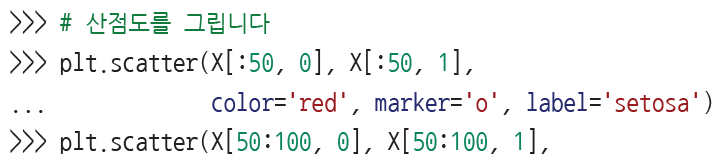 >>> # 산점도를 그립니다
>>> plt.scatter(X[:50, 0], X[:50, 1],
...             color='red', marker='o', label='setosa')
>>> plt.scatter(X[50:100, 0], X[50:100, 1],